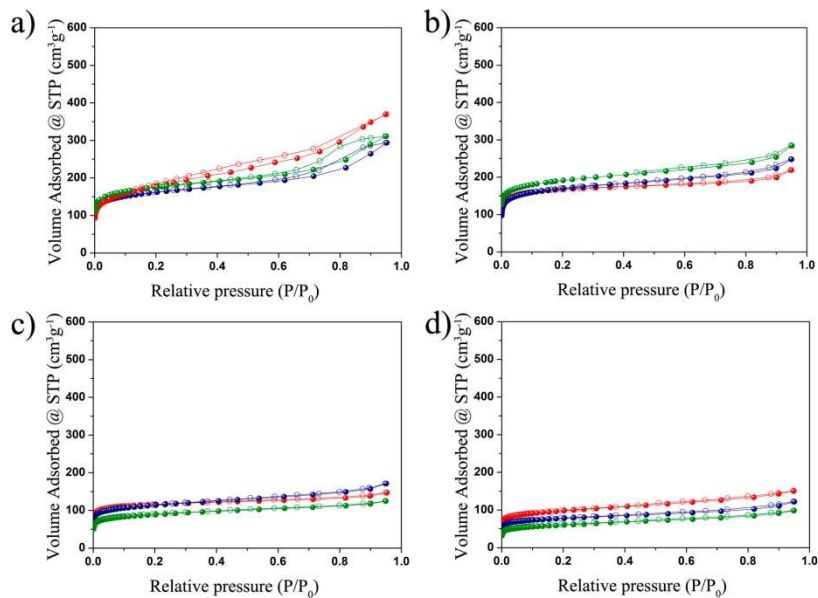 a)
Volume Adsorbed @ STP (cm³g⁻¹)
600
500
400
300
200
100
0
0.0 0.2 0.4 0.6 0.8 1.0
Relative pressure (P/P₀)
b)
Volume Adsorbed @ STP (cm³g⁻¹)
600
500
400
300
200
100
0
0.0 0.2 0.4 0.6 0.8 1.0
Relative pressure (P/P₀)
c)
Volume Adsorbed @ STP (cm³g⁻¹)
600
500
400
300
200
100
0
0.0 0.2 0.4 0.6 0.8 1.0
Relative pressure (P/P₀)
d)
Volume Adsorbed @ STP (cm³g⁻¹)
600
500
400
300
200
100
0
0.0 0.2 0.4 0.6 0.8 1.0
Relative pressure (P/P₀)